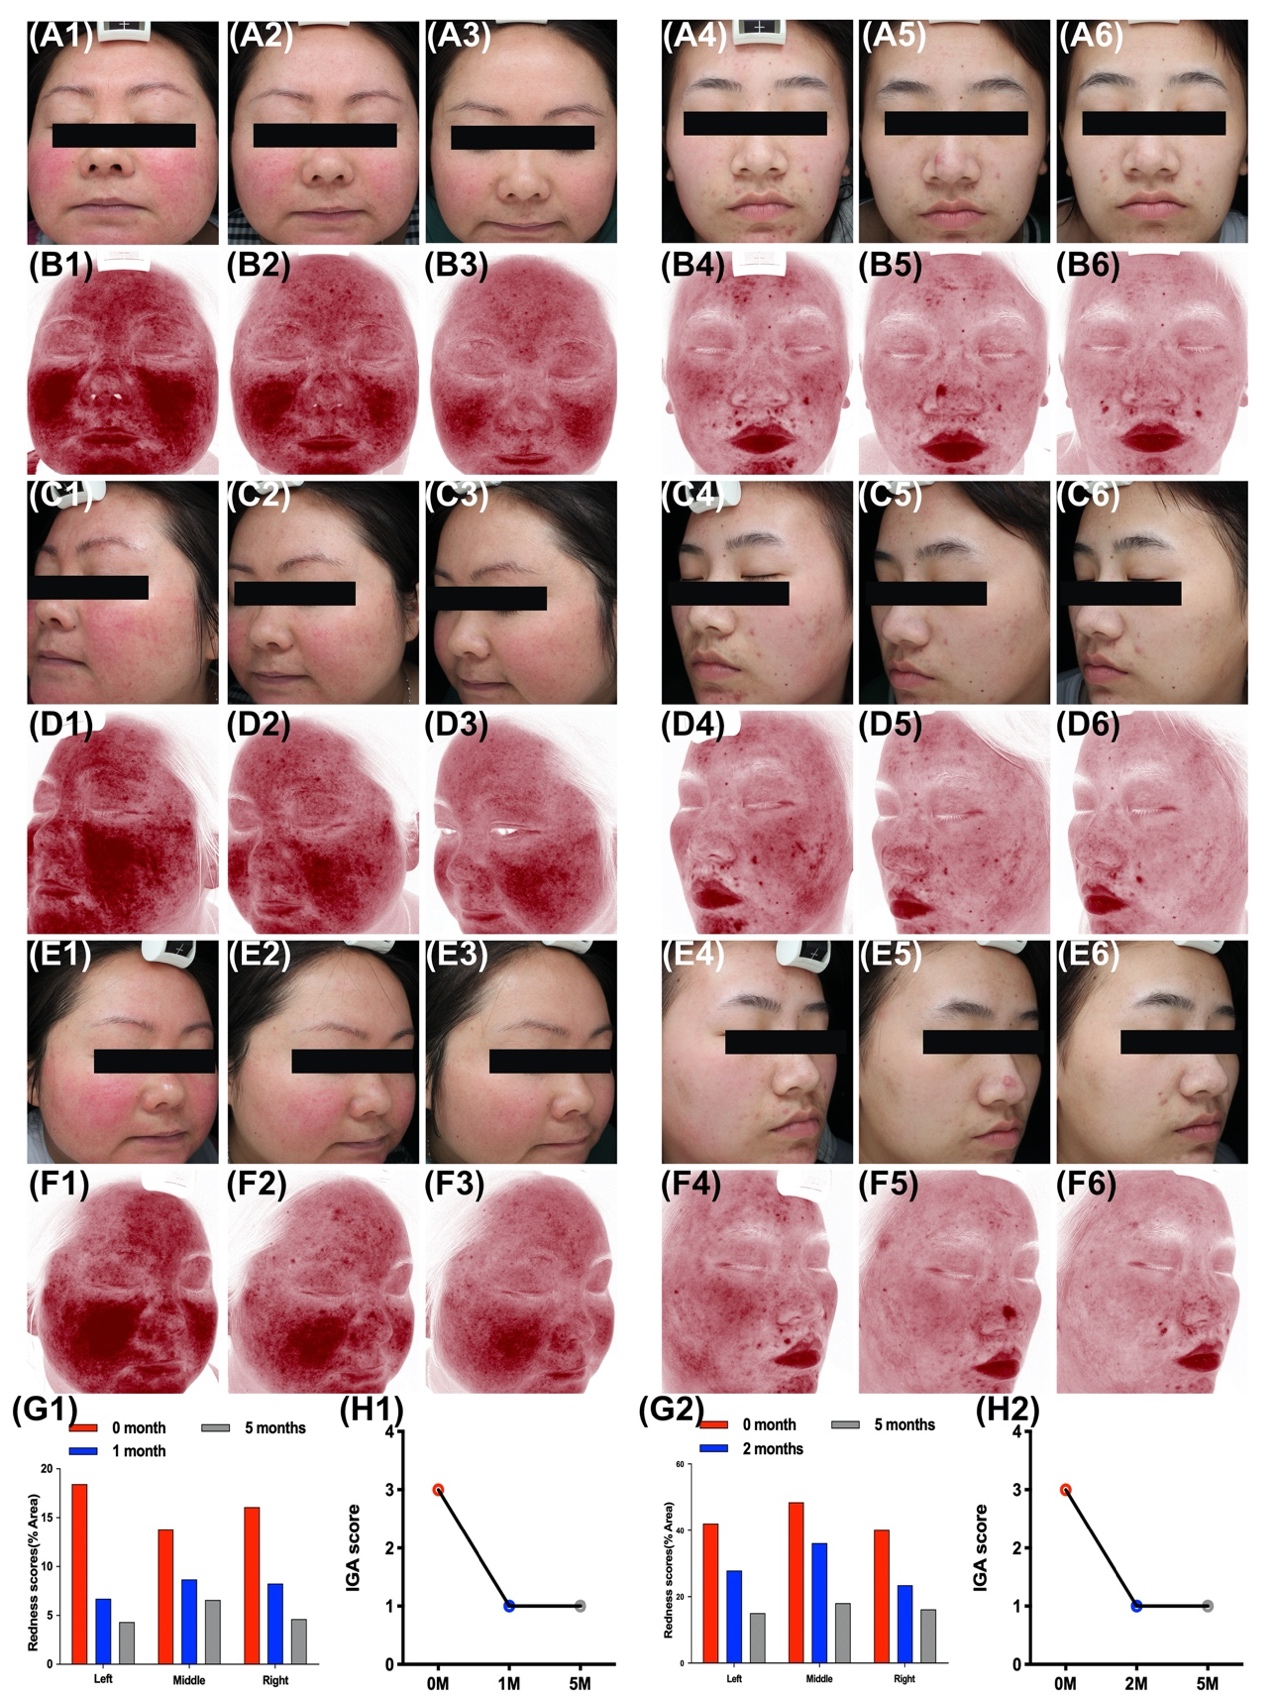 (A1) (A2) (A3) (A4) (A5) (A6)
(B1) (B2) (B3) (B4) (B5) (B6)
(C1) (C2) (C3) (C4) (C5) (C6)
(D1) (D2) (D3) (D4) (D5) (D6)
(E1) (E2) (E3) (E4) (E5) (E6)
(F1) (F2) (F3) (F4) (F5) (F6)
(G1)
0 month
5 months
1 month
Redness scores(% Area)
20
15
10
5
0
Left Middle Right
(H1)
IGA score
4
3
2
1
0
0M 1M 5M
(G2)
0 month
5 months
2 months
Redness scores(% Area)
60
40
20
0
Left Middle Right
(H2)
IGA score
4
3
2
1
0
0M 2M 5M